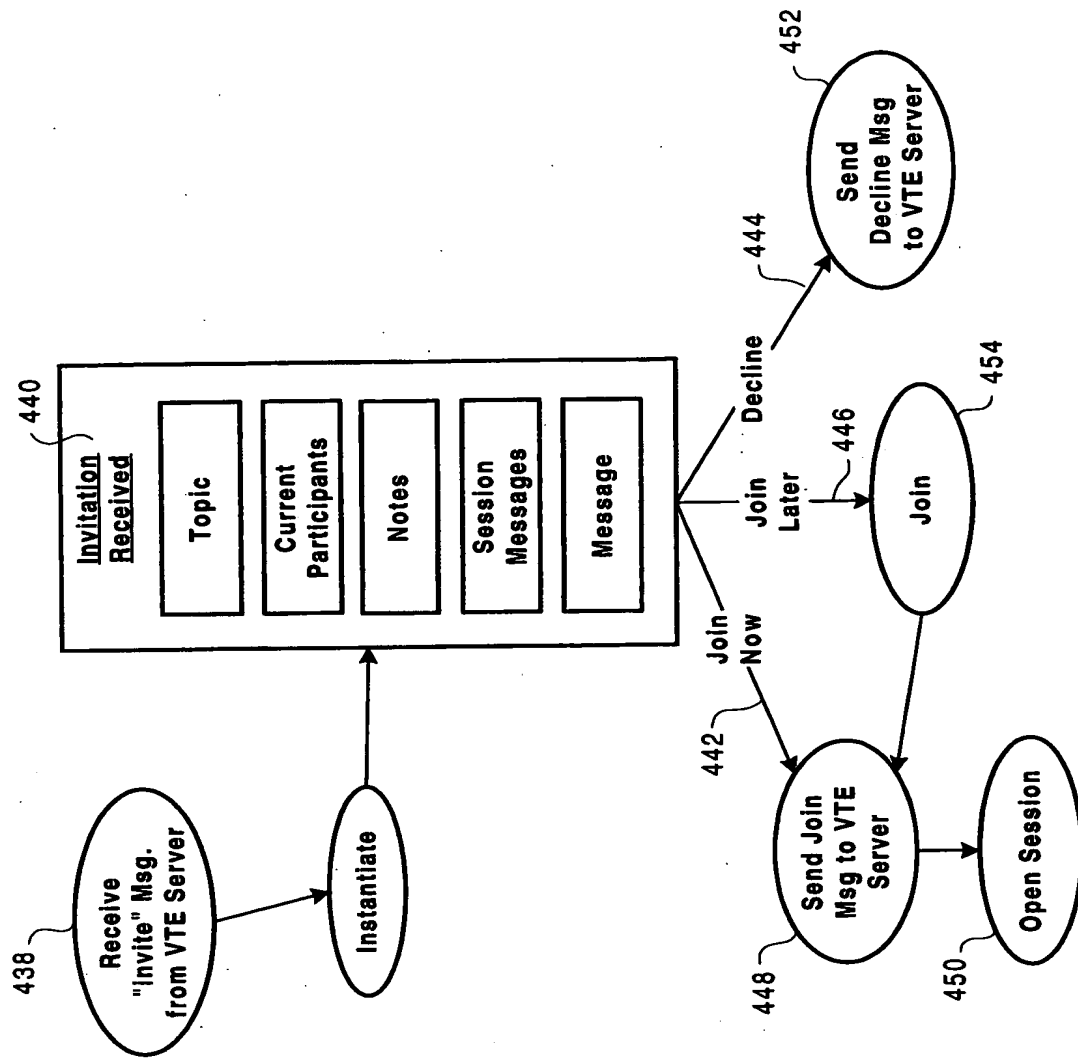 438
Receive
"Invite" Msg.
from VTE Server
Instantiate
440
Invitation
Received
Topic
Current
Participants
Notes
Session
Messages
Message
442
Join
Now
Join
Later
446
Decline
444
448
Send Join
Msg to VTE
Server
450
Open Session
Join
454
452
Send
Decline Msg
to VTE Server